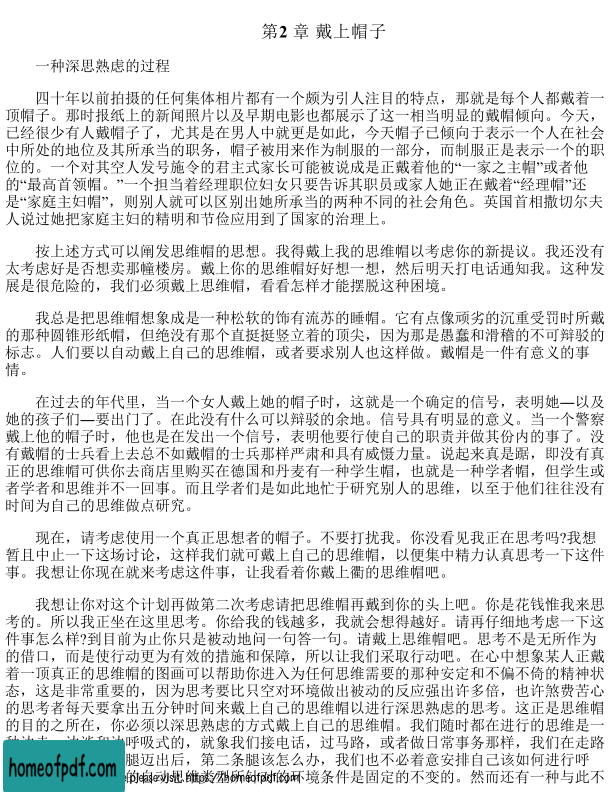 第2 章 戴上帽子
一种深思熟虑的过程
四十年以前拍摄的任何集体相片都有一个颇为引人注目的特点，那就是每个人都戴着一
顶帽子。那时报纸上的新闻照片以及早期电影也都展示了这一相当明显的戴帽倾向。今天，
已经很少有人戴帽子了，尤其是在男人中就更是如此，今天帽子已倾向于表示一个人在社会
中所处的地位及其所承当的职务，帽子被用来作为制服的一部分，而制服正是表示一个的职
位的。一个对其空人发号施令的君主式家长可能被说成是正戴着他的“一家之主帽”或者他
的“最高首领帽。”一个担当着经理职位妇女只要告诉其职员或家人她正在戴着“经理帽”还
是“家庭主妇帽”，则别人就可以区别出她所承当的两种不同的社会角色。英国首相撒切尔夫
人说过她把家庭主妇的精明和节俭应用到了国家的治理上。
按上述方式可以阐发思维帽的思想。我得戴上我的思维帽以考虑你的新提议。我还没有
太考虑好是否想卖那幢楼房。戴上你的思维帽好好想一想，然后明天打电话通知我。这种发
展是很危险的，我们必须戴上思维帽，看看怎样才能摆脱这种困境。
我总是把思维帽想象成是一种松软的饰有流苏的睡帽。它有点像顽劣的沉重受罚时所戴
的那种圆锥形纸帽，但绝没有那个直挺挺竖立着的顶尖，因为那是愚蠢和滑稽的不可辩驳的
标志。人们要以自动戴上自己的思维帽，或者要求别人也这样做。戴帽是一件有意义的事
情。
在过去的年代里，当一个女人戴上她的帽子时，这就是一个确定的信号，表明她—以及
她的孩子们—要出门了。在此没有什么可以辩驳的余地。信号具有明显的意义。当一个警察
戴上他的帽子时，他也是在发出一个信号，表明他要行使自己的职责并做其份内的事了。没
有戴帽的士兵看上去总不如戴帽的士兵那样严肃和具有威慑力量。说起来真是踞，即没有真
正的思维帽可供你去商店里购买在德国和丹麦有一种学生帽，也就是一种学者帽，但学生或
者学者和思维并不一回事。而且学者们是如此地忙于研究别人的思维，以至于他们往往没有
时间为自己的思维做点研究。
现在，请考虑使用一个真正思想者的帽子。不要打扰我。你没看见我正在思考吗?我想
暂且中止一下这场讨论，这样我们就可戴上自己的思维帽，以便集中精力认真思考一下这件
事。我想让你现在就来考虑这件事，让我看着你戴上衢的思维帽吧。
我想让你对这个计划再做第二次考虑请把思维帽再戴到你的头上吧。你是花钱惟我来思
考的。所以我正坐在这里思考。你给我的钱越多，我就会想得越好。请再仔细地考虑一下这
件事怎么样?到目前为止你只是被动地问一句答一句。请戴上思维帽吧。思考不是无所作为
的借口，而是使行动更为有效的措施和保障，所以让我们采取行动吧。在心中想象某人正戴
着一顶真正的思维帽的图画可以帮助你进入为任何思维需要的那种安定和不偏不倚的精神状
态，这是非常重要的，因为思考要比只空对环境做出被动的反应强出许多倍，也许煞费苦心
的思考者每天要拿出五分钟时间来戴上自己的思维帽以进行深思熟虑的思考。这正是思维帽
的目的之所在，你必须以深思熟虑的方式戴上自己的思维帽。我们随时都在进行的思维是一
呼吸式的，就象我们接电话，过马路，或者做日常事务那样，我们在走路
腿迈出后，第二条腿该怎么办，我们也不必着意安排自己该如何进行呼
的自动思维类型所针对的环境条件是固定的不变的。然而还有一种与此不
please visit: https://homeofpdf.com
homeofpdf.com